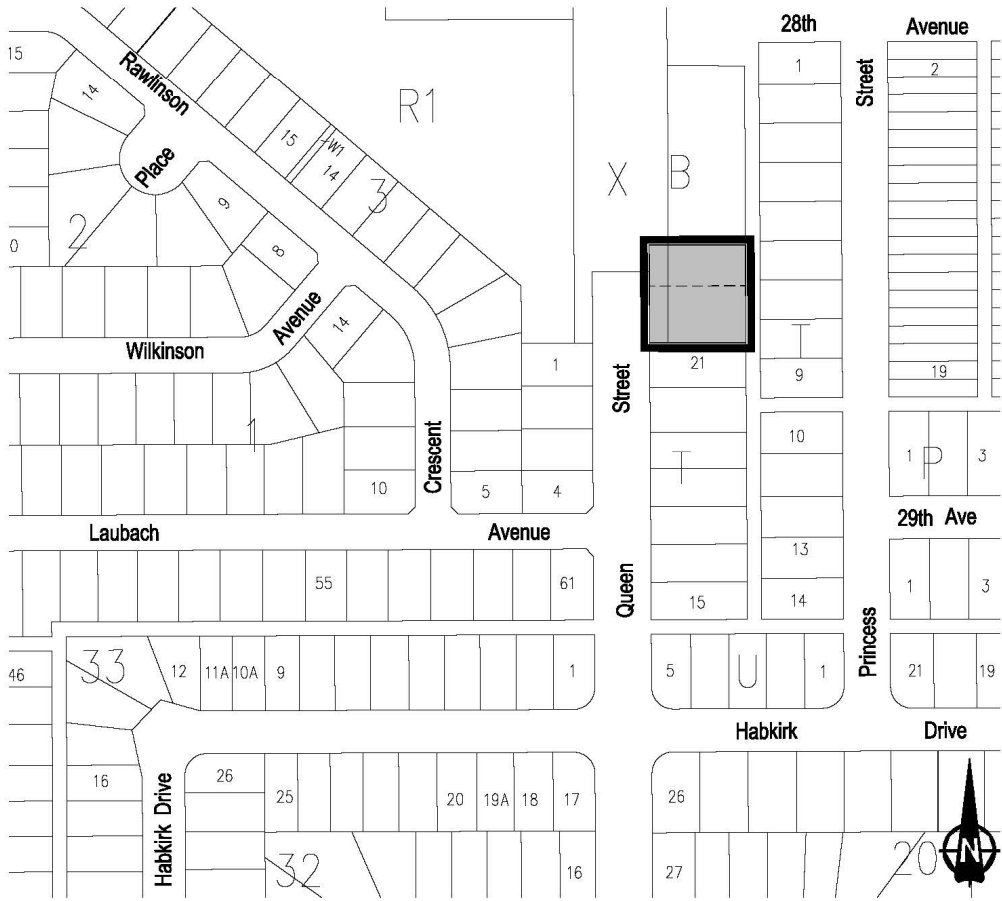 28th Avenue
15
Rawlinson
1
Street
2
14
R1
15
W1
14
3
Place
X
B
9
2
8
0
Avenue
14
T
Wilkinson
1
21
9
19
Street
1
10
1
P
3
T
Crescent
10
5
4
29th Ave
Laubach
Avenue
13
55
61
Queen
15
14
1
3
Princess
33
46
12
11A
10A
9
1
5
U
1
21
19
Habkirk
Drive
16
26
25
20
19A
18
17
26
Habkirk Drive
32
16
27
20
N